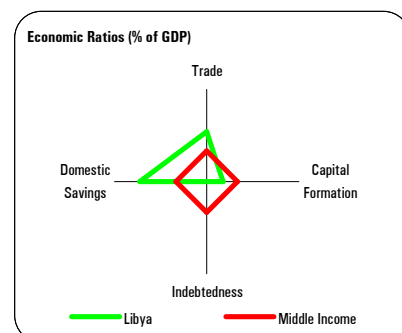 Economic Ratios (% of GDP)
Trade
Domestic
Savings
Capital
Formation
Indebtedness
Libya
Middle Income